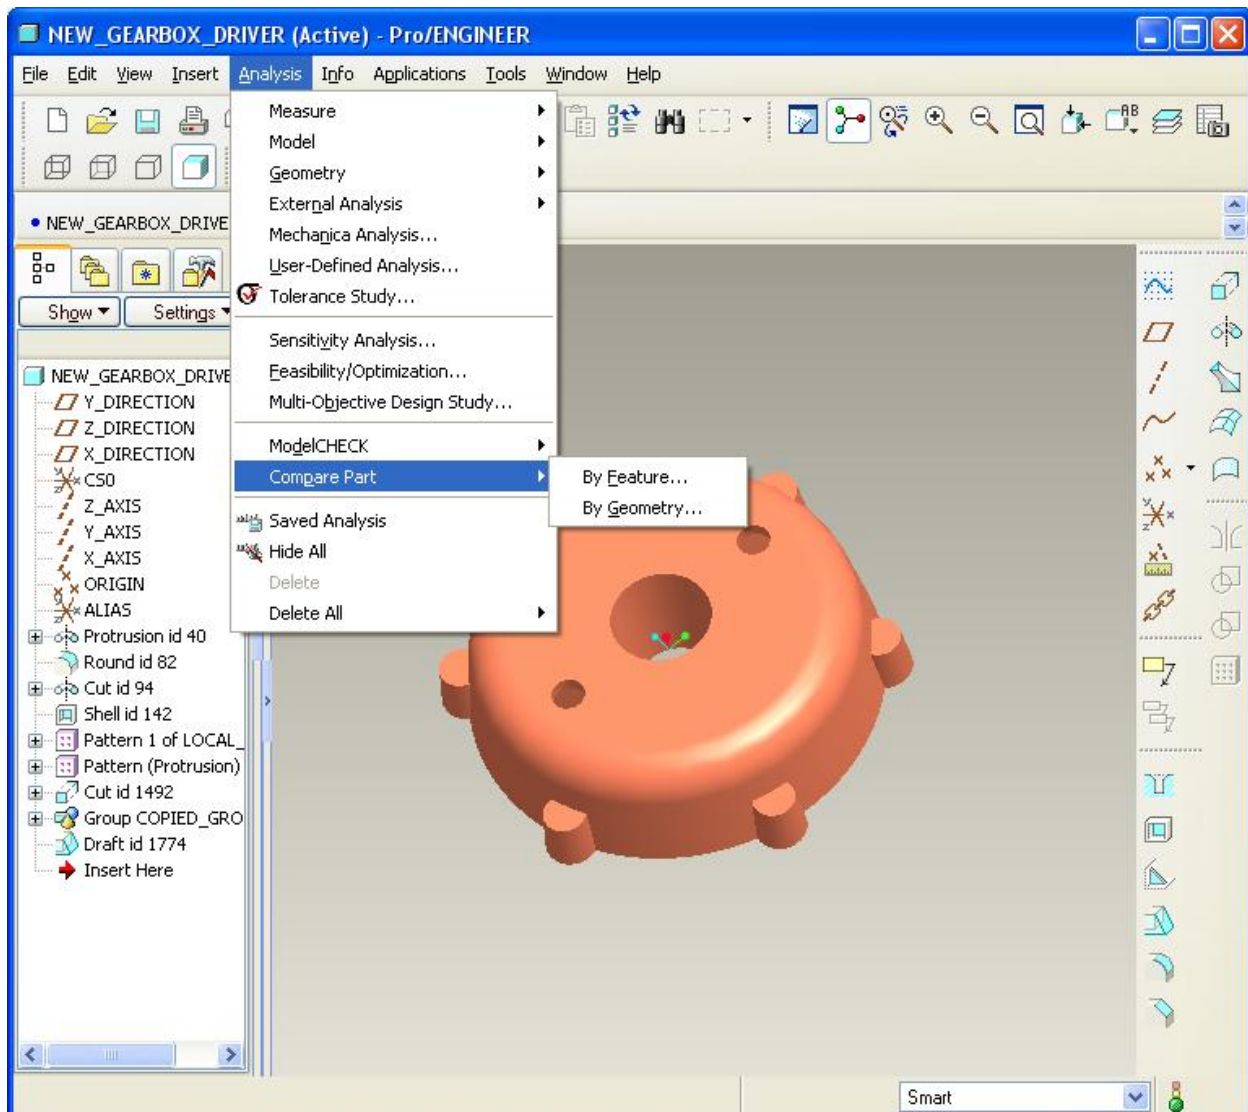 NEW_GEARBOX_DRIVER (Active) - Pro/ENGINEER
File Edit View Insert Analysis Info Applications Tools Window Help
Measure
Model
Geometry
External Analysis
Mechanica Analysis...
User-Defined Analysis...
Tolerance Study...
Sensitivity Analysis...
Feasibility/Optimization...
Multi-Objective Design Study...
ModelCHECK
Compare Part
By Feature...
By Geometry...
Saved Analysis
Hide All
Delete
Delete All
AB
NEW_GEARBOX_DRIVE
Show Settings
NEW_GEARBOX_DRIVE
Y_DIRECTION
Z_DIRECTION
X_DIRECTION
CS0
Z_AXIS
Y_AXIS
X_AXIS
ORIGIN
ALIAS
Protrusion id 40
Round id 82
Cut id 94
Shell id 142
Pattern 1 of LOCAL_
Pattern (Protrusion)
Cut id 1492
Group COPIED_GRO
Draft id 1774
Insert Here
Smart